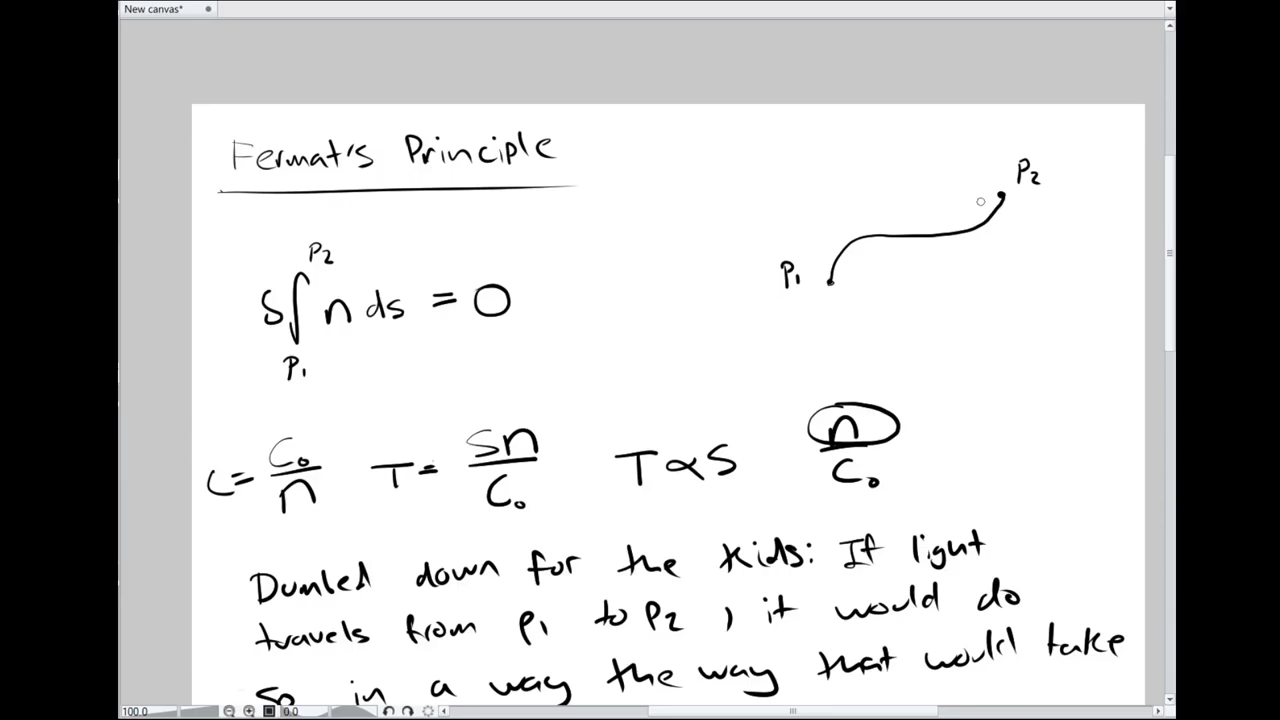 New canvas*
Fermat's Principle
P2
P1
P2
δ∫ n ds = 0
P1
c = C₀/n T = Sn/C₀ T ∝ S n/C₀
Dumbed down for the kids: If light
travels from P1 to P2, it would do
so in a way the way that would take
100.0 0.0